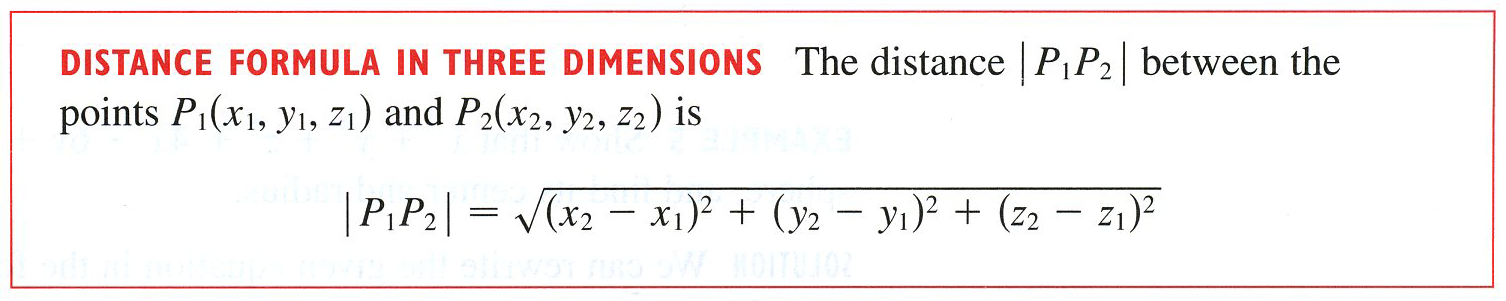 DISTANCE FORMULA IN THREE DIMENSIONS The distance |P₁P₂| between the
points P₁(x₁, y₁, z₁) and P₂(x₂, y₂, z₂) is
|P₁P₂| = √(x₂ − x₁)² + (y₂ − y₁)² + (z₂ − z₁)²